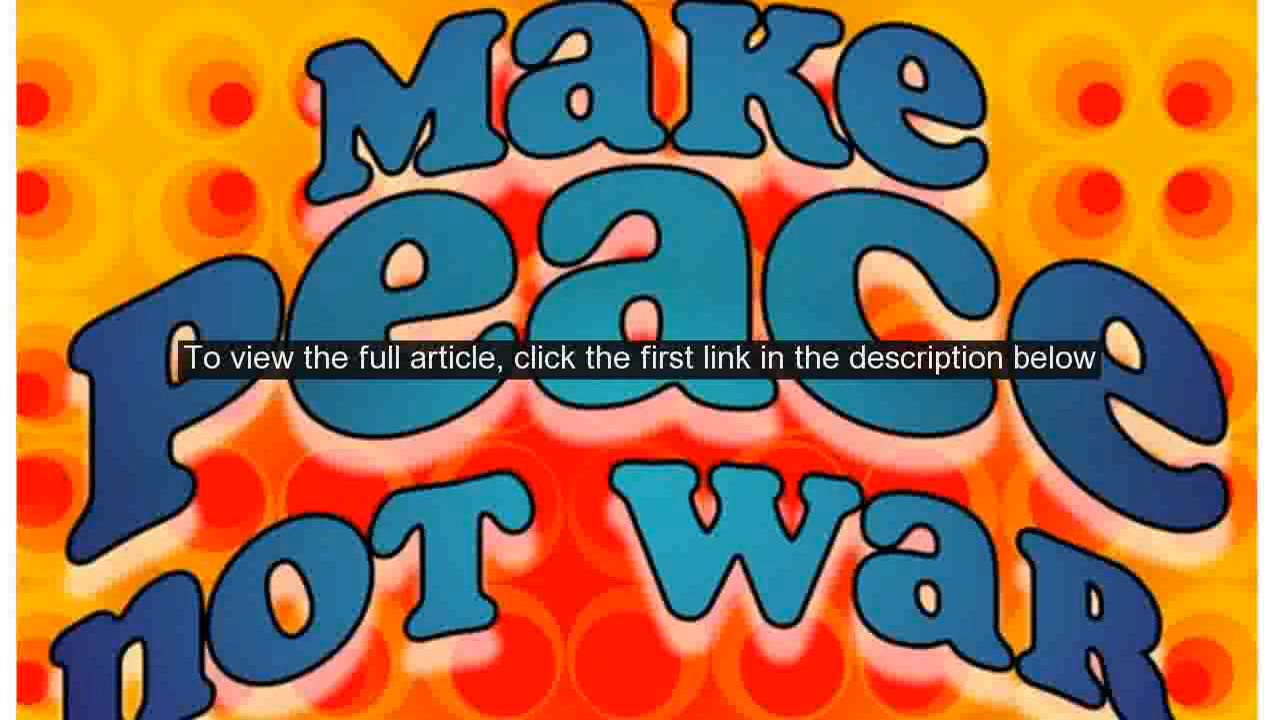 Make
Peace
To view the full article, click the first link in the description below
not war